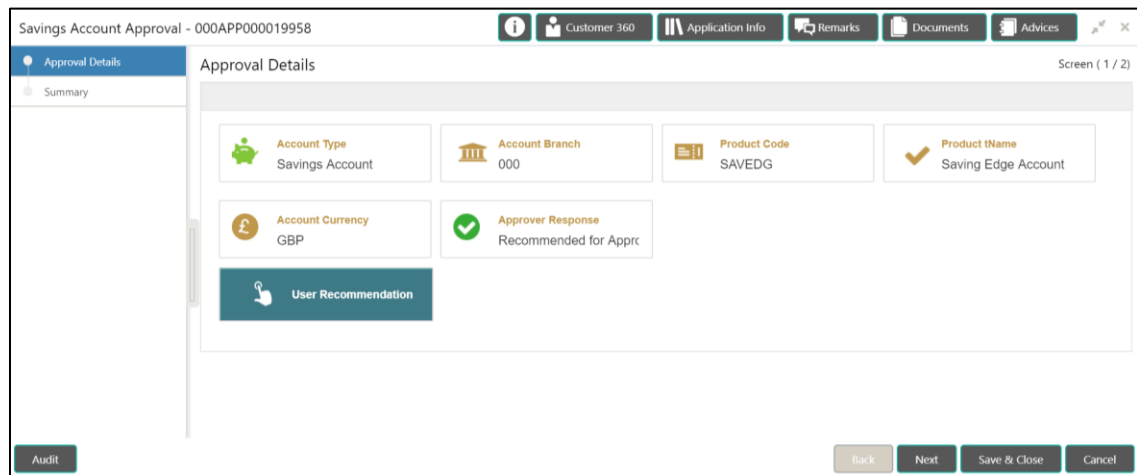 Savings Account Approval - 000APP000019958
Customer 360
Application Info
Remarks
Documents
Advices
Approval Details
Summary
Approval Details
Screen ( 1 / 2)
Account Type
Savings Account
Account Branch
000
Product Code
SAVEDG
Product tName
Saving Edge Account
Account Currency
GBP
Approver Response
Recommended for Appro
User Recommendation
Audit
Back
Next
Save & Close
Cancel